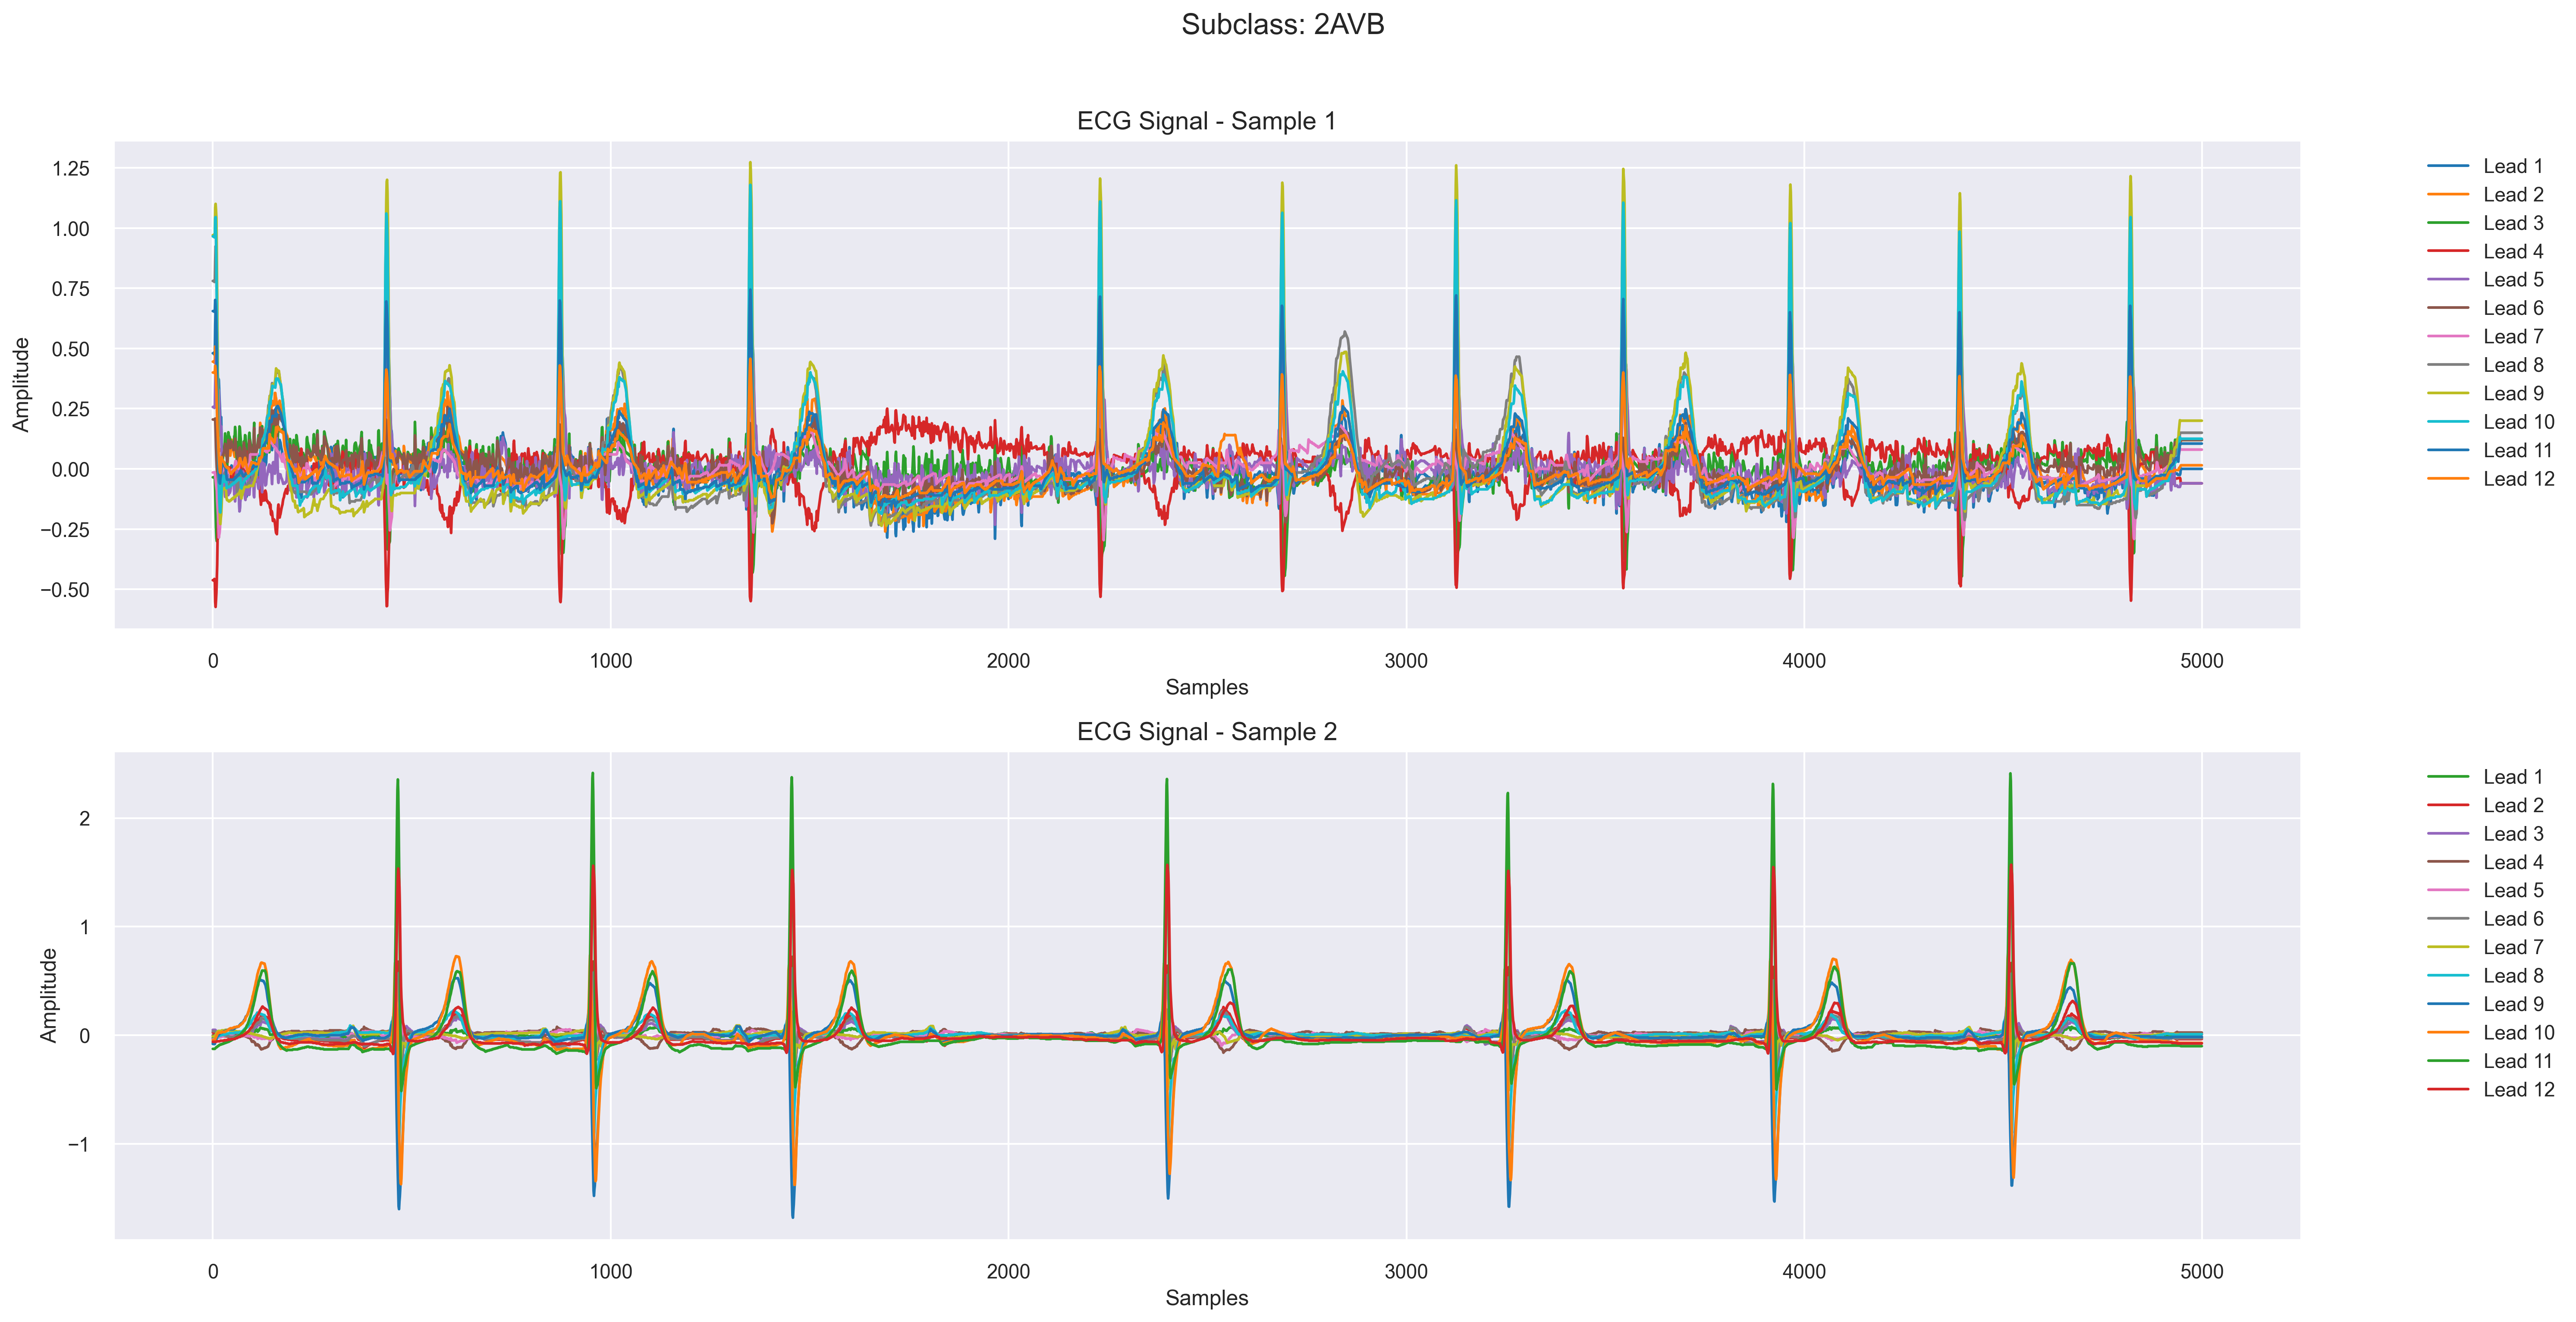 Subclass: 2AVB
ECG Signal - Sample 1
Amplitude
1.25
1.00
0.75
0.50
0.25
0.00
−0.25
−0.50
0 1000 2000 3000 4000 5000
Samples
Lead 1
Lead 2
Lead 3
Lead 4
Lead 5
Lead 6
Lead 7
Lead 8
Lead 9
Lead 10
Lead 11
Lead 12
ECG Signal - Sample 2
Amplitude
2
1
0
−1
0 1000 2000 3000 4000 5000
Samples
Lead 1
Lead 2
Lead 3
Lead 4
Lead 5
Lead 6
Lead 7
Lead 8
Lead 9
Lead 10
Lead 11
Lead 12